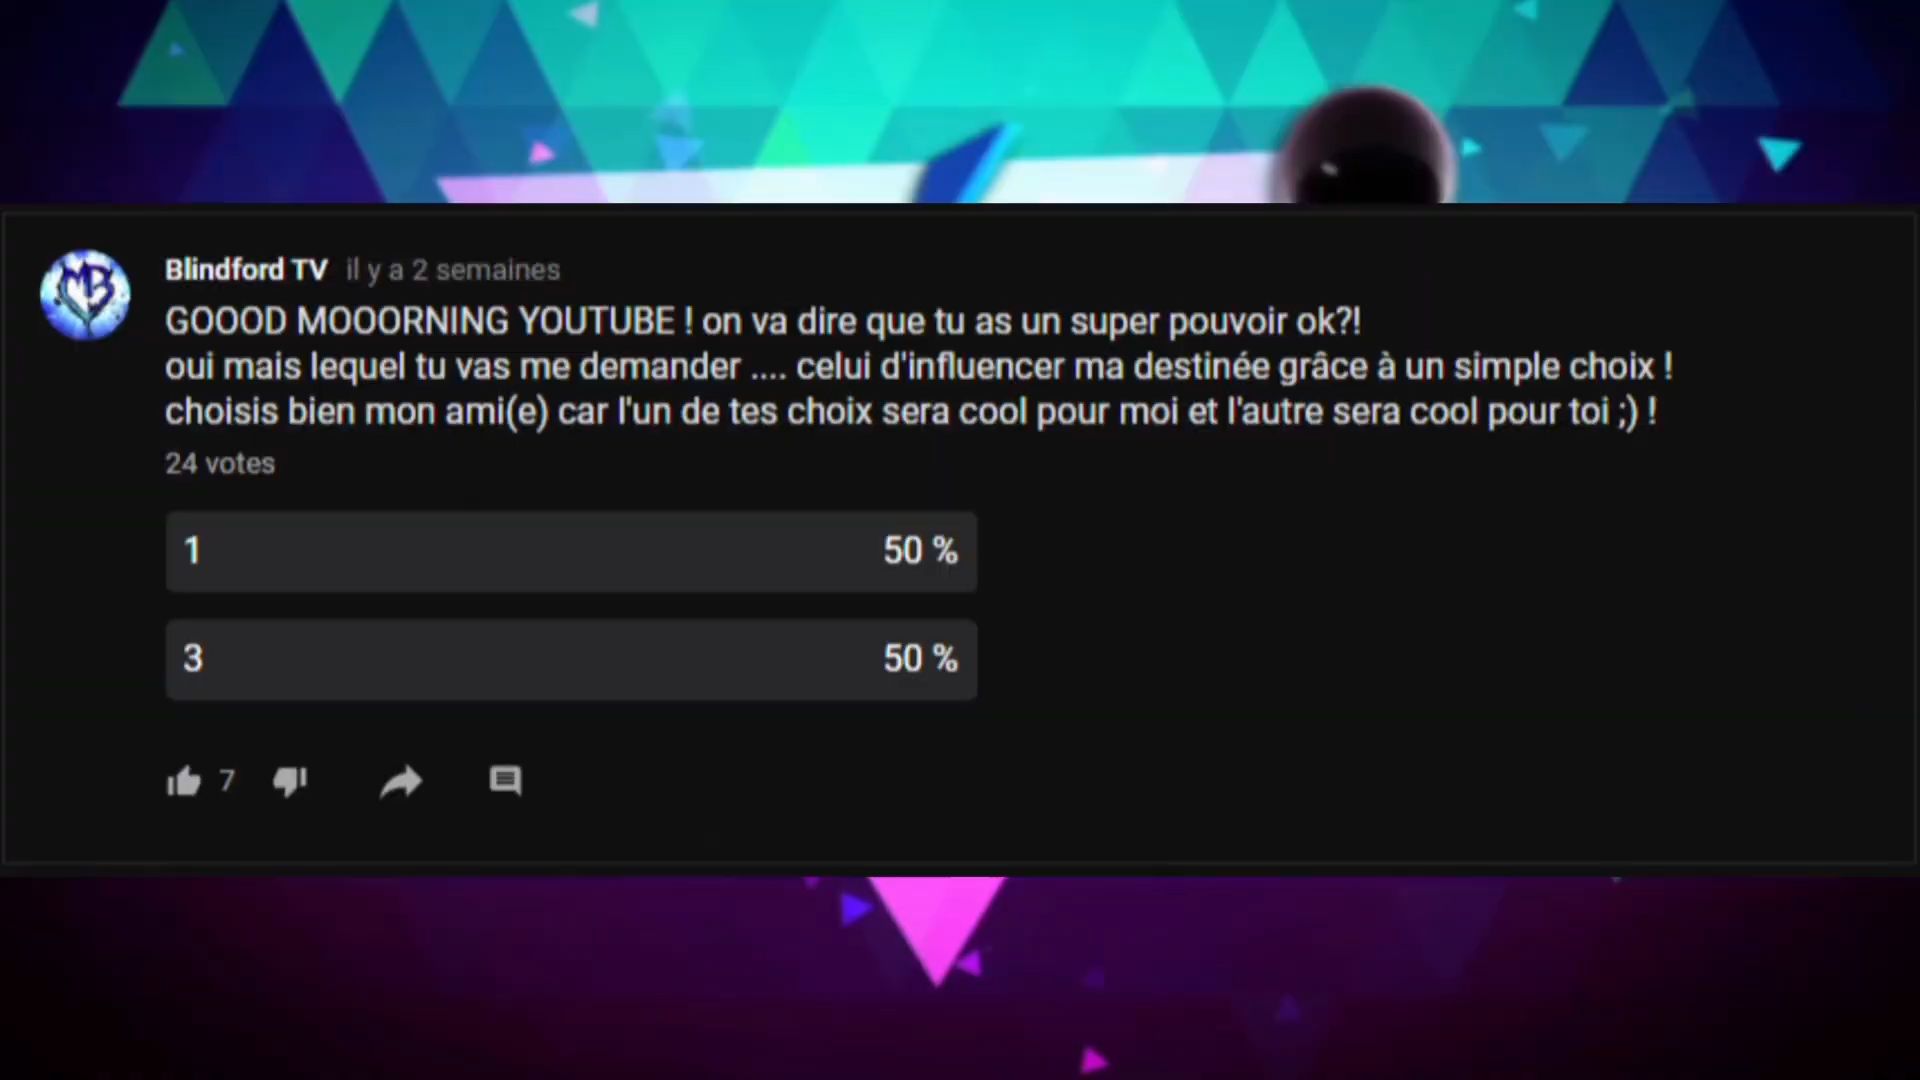 MB
Blindford TV il y a 2 semaines
GOOOD MOOORNING YOUTUBE ! on va dire que tu as un super pouvoir ok?!
oui mais lequel tu vas me demander .... celui d'influencer ma destinée grâce à un simple choix !
choisis bien mon ami(e) car l'un de tes choix sera cool pour moi et l'autre sera cool pour toi ;) !
24 votes
1 50 %
3 50 %
7